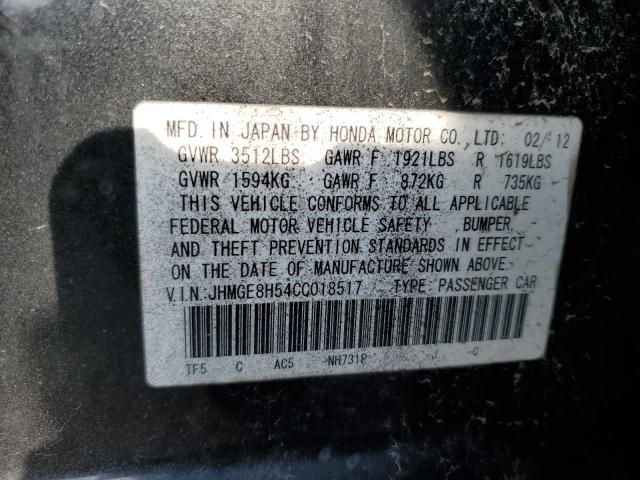 MFD. IN JAPAN BY HONDA MOTOR CO.,LTD: 02/12
GVWR 3512LBS GAWR F 1921LBS R 1619LBS
GVWR 1594KG GAWR F 872KG R 735KG
THIS VEHICLE CONFORMS TO ALL APPLICABLE
FEDERAL MOTOR VEHICLE SAFETY ,BUMPER,
AND THEFT PREVENTION STANDARDS IN EFFECT
ON THE DATE OF MANUFACTURE SHOWN ABOVE.
V.I.N:JHMGE8H54CC018517 TYPE:PASSENGER CAR
TF5 C AC5 NH731P J C